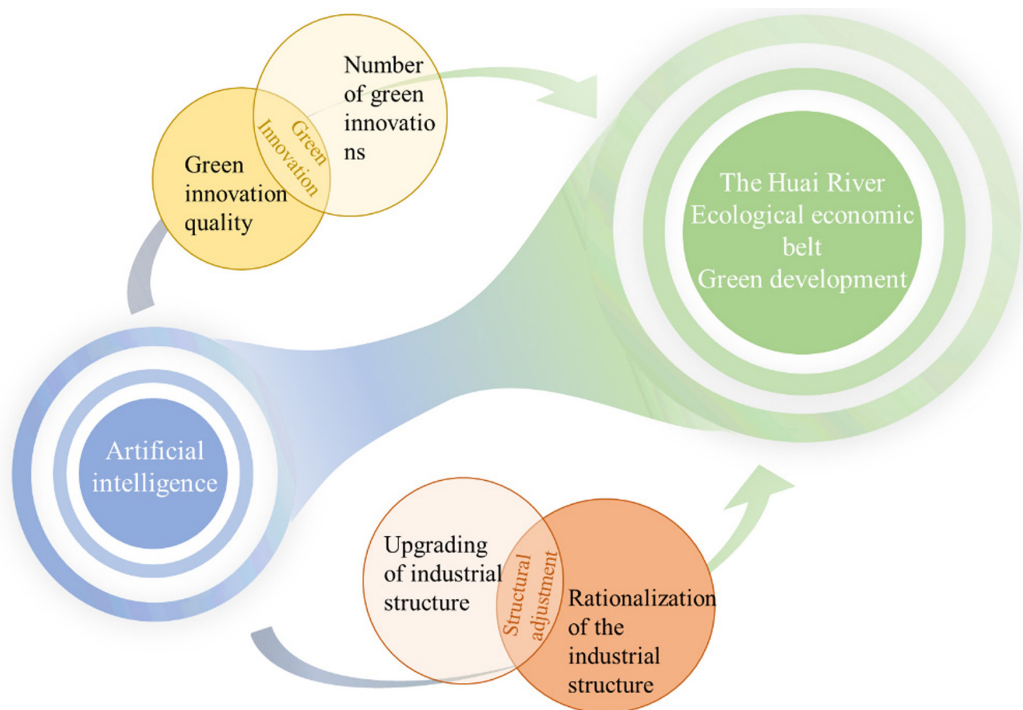 Number
of green
innovatio
ns
Green
Innovation
Green
innovation
quality
The Huai River
Ecological economic
belt
Green development
Artificial
intelligence
Upgrading
of industrial
structure
Structural
adjustment
Rationalization
of the
industrial
structure